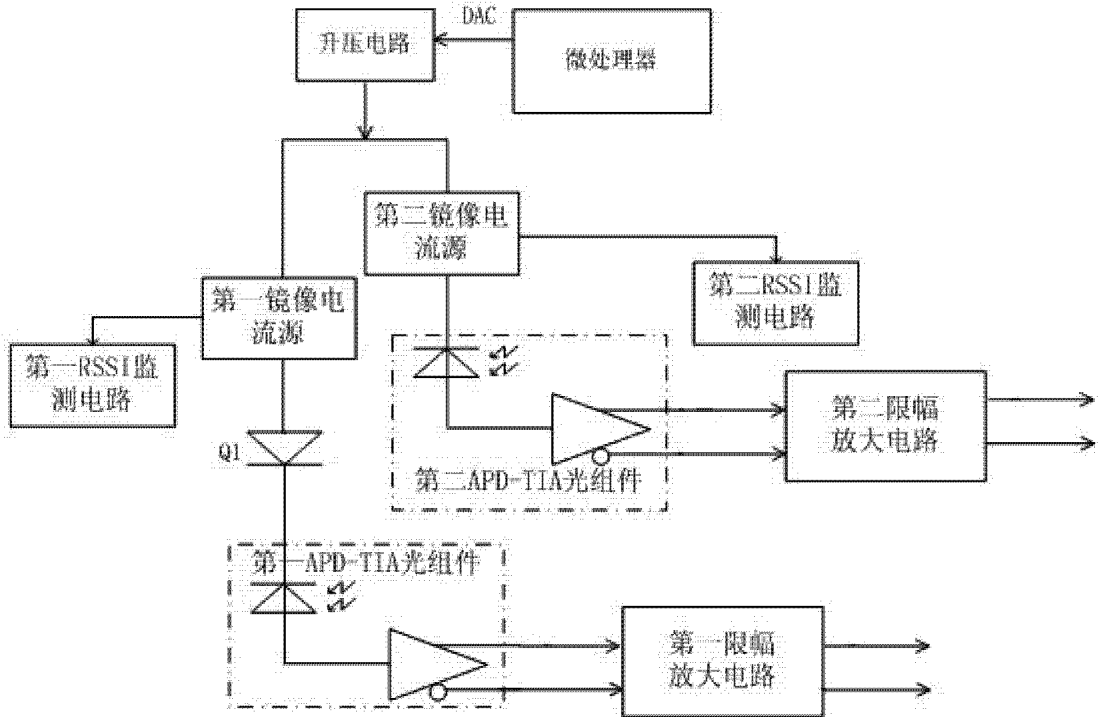 升压电路
DAC
微处理器
第二镜像电
流源
第二RSSI监
测电路
第一镜像电
流源
第一RSSI监
测电路
Q1
第二限幅
放大电路
第二APD-TIA光组件
第一APD-TIA光组件
第一限幅
放大电路